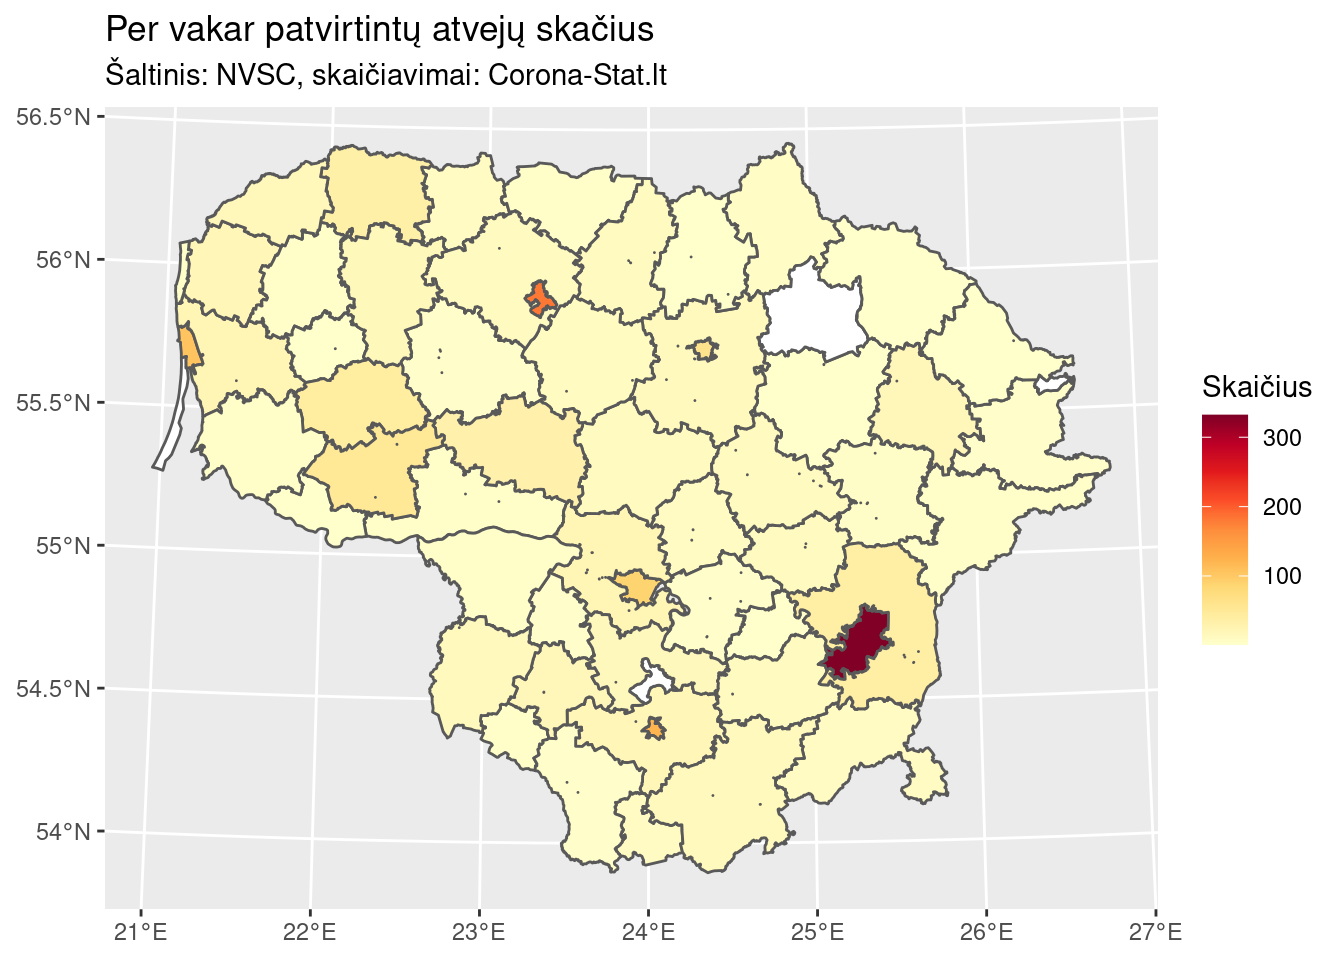 Per vakar patvirtintų atvejų skačius
Šaltinis: NVSC, skaičiavimai: Corona-Stat.lt
56.5°N
56°N
55.5°N
55°N
54.5°N
54°N
21°E
22°E
23°E
24°E
25°E
26°E
27°E
Skaičius
300
200
100